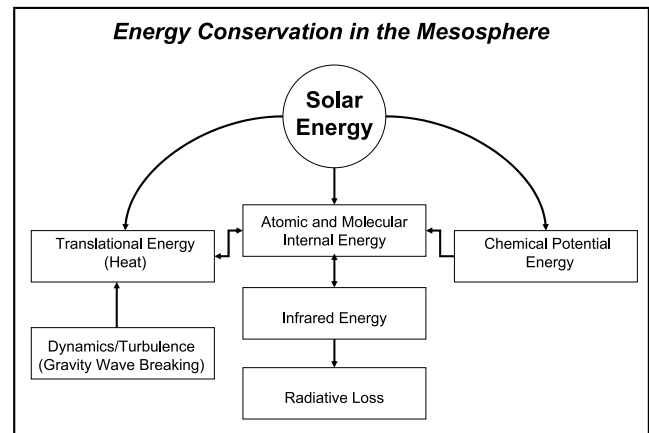 Energy Conservation in the Mesosphere
Solar
Energy
Translational Energy
(Heat)
Atomic and Molecular
Internal Energy
Chemical Potential
Energy
Dynamics/Turbulence
(Gravity Wave Breaking)
Infrared Energy
Radiative Loss